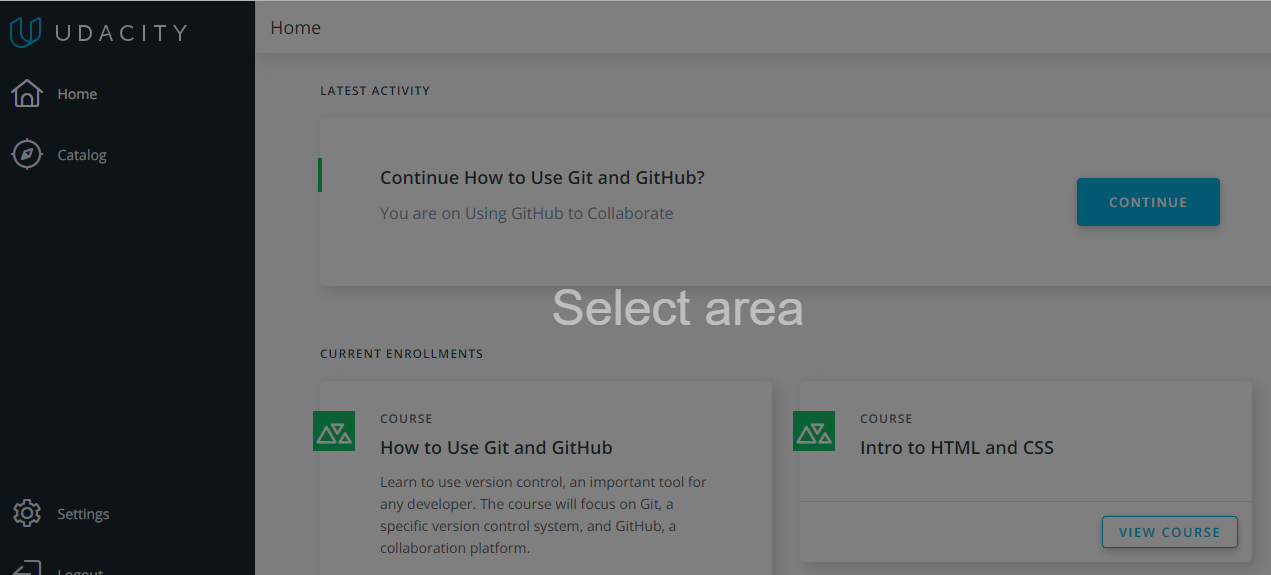 UDACITY
Home
Catalog
Settings
Logout
Home
LATEST ACTIVITY
Continue How to Use Git and GitHub?
You are on Using GitHub to Collaborate
CONTINUE
Select area
CURRENT ENROLLMENTS
COURSE
How to Use Git and GitHub
Learn to use version control, an important tool for
any developer. The course will focus on Git, a
specific version control system, and GitHub, a
collaboration platform.
COURSE
Intro to HTML and CSS
VIEW COURSE